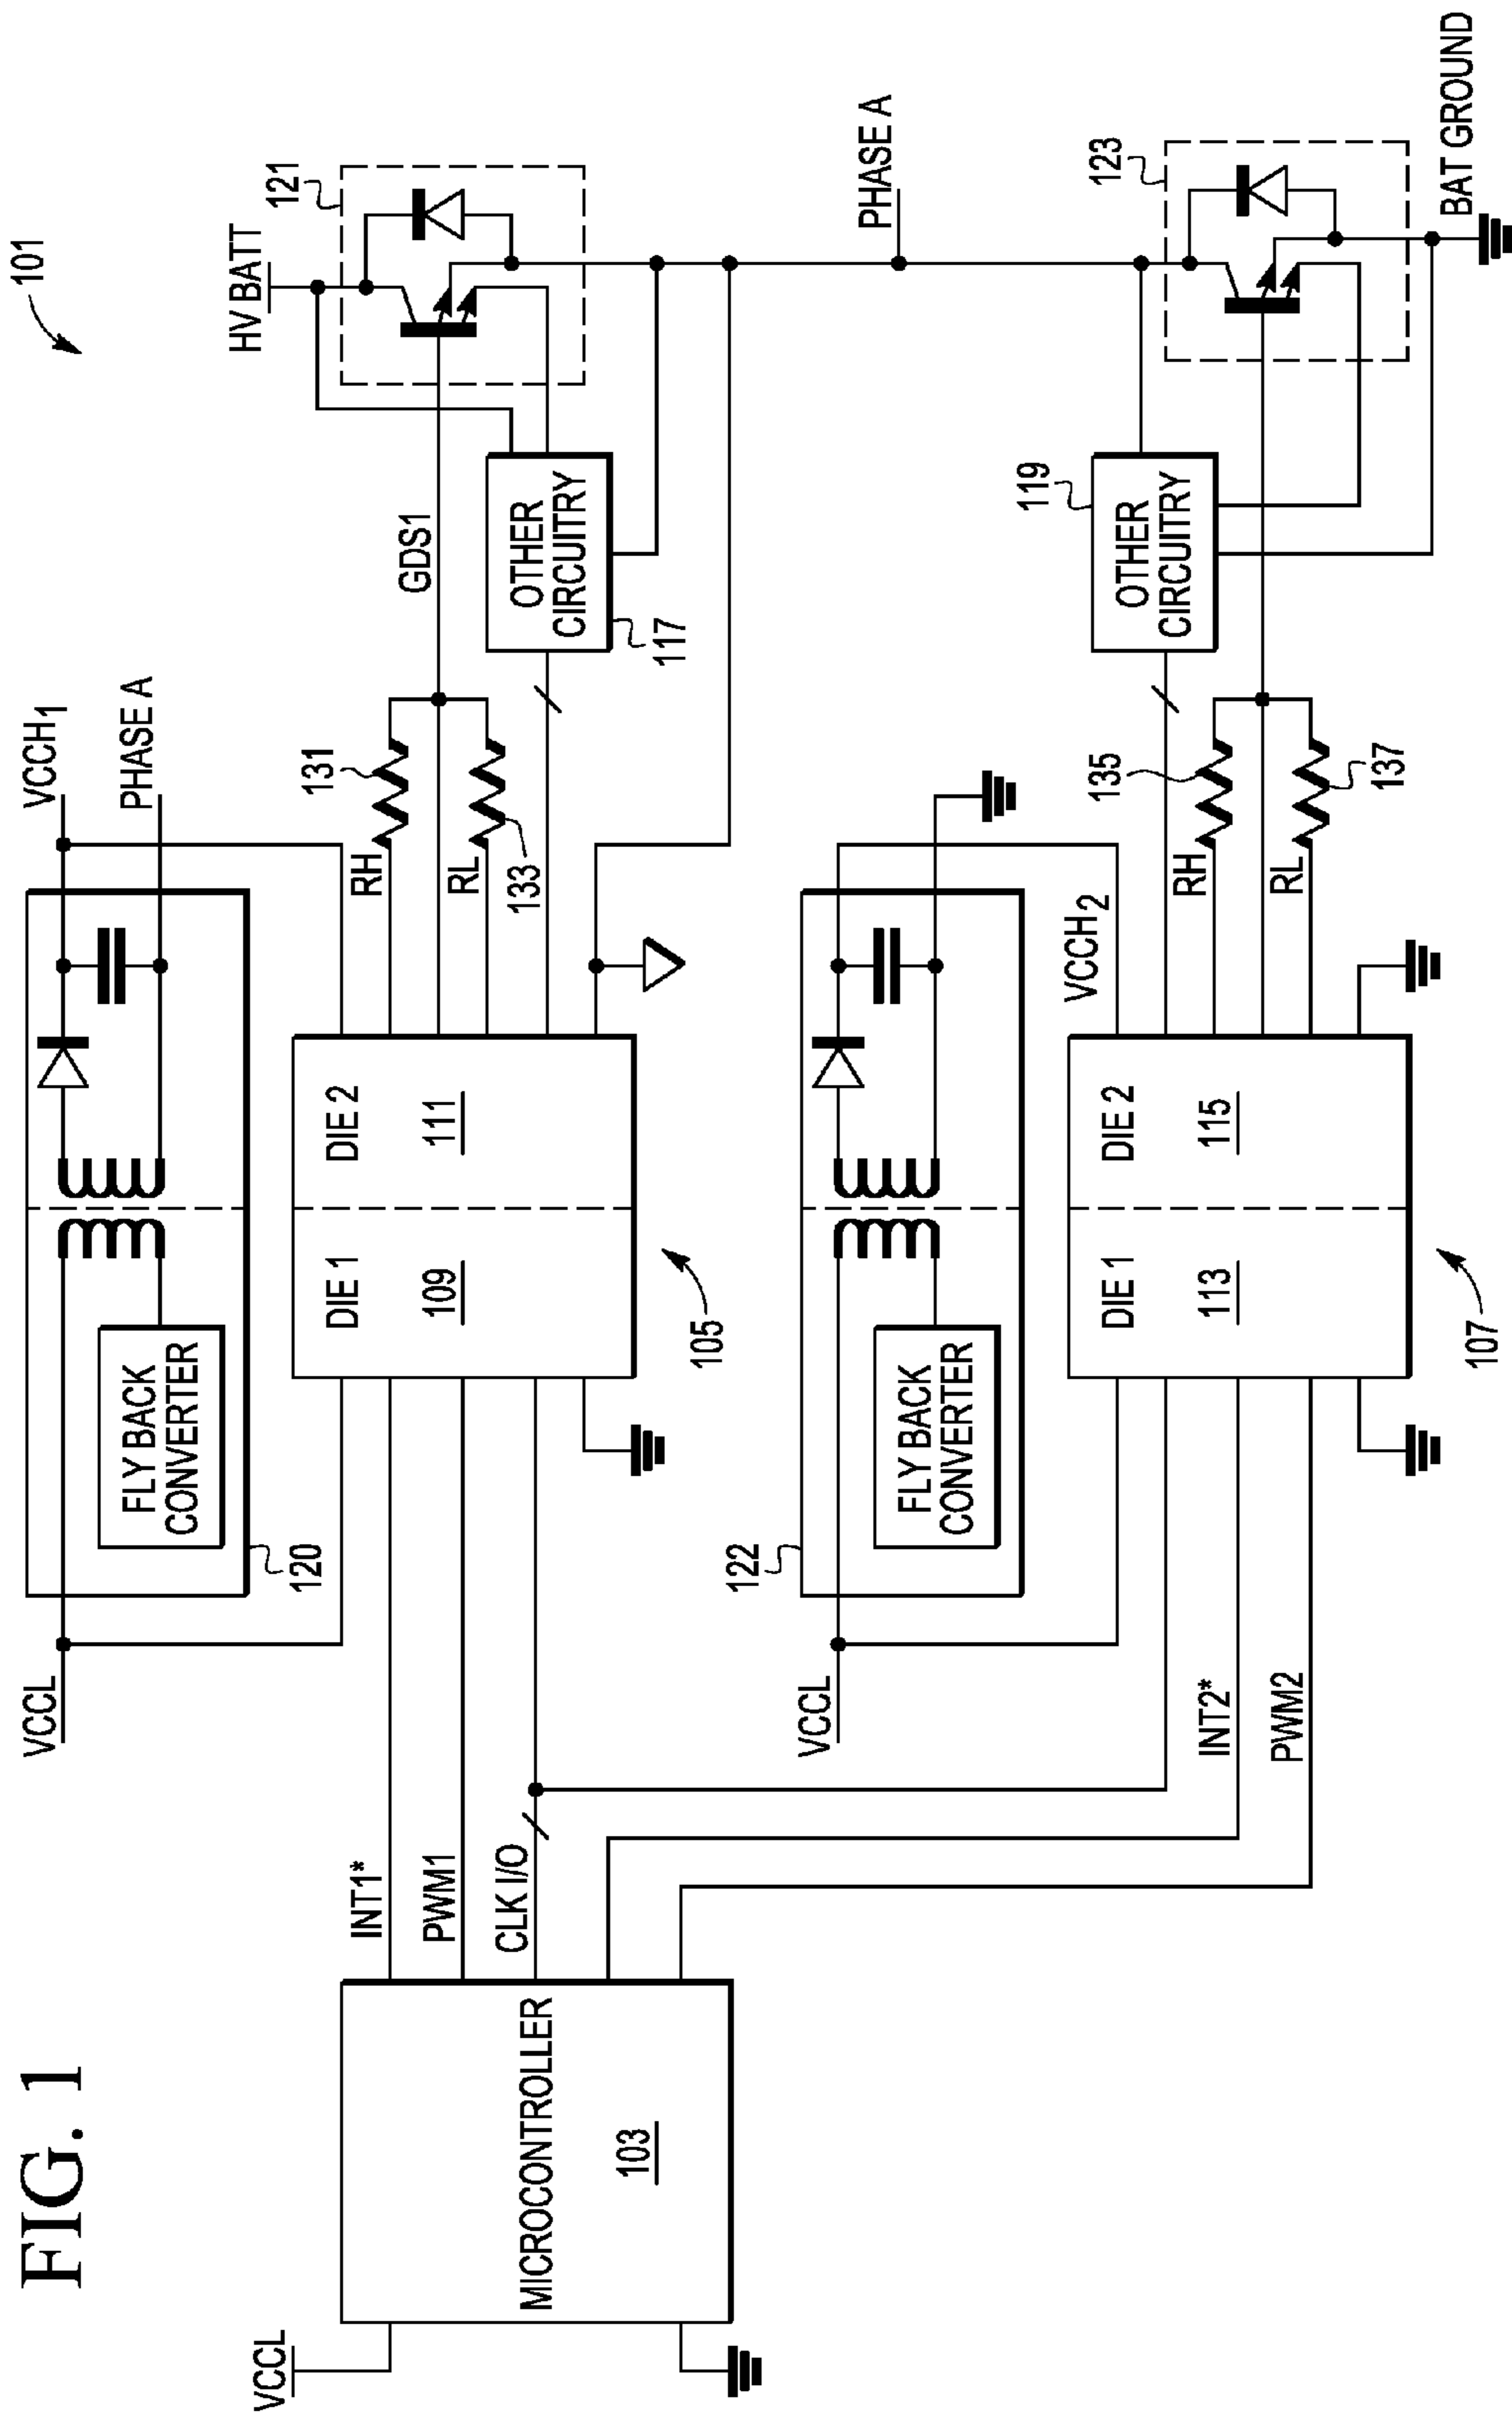 FIG. 1
101
VCCL
MICROCONTROLLER
103
INT1*
PWM1
CLK I/O
INT2*
PWM2
VCCL
120
FLY BACK
CONVERTER
VCCH1
PHASE A
DIE 1
109
DIE 2
111
105
RH
131
RL
133
GDS1
OTHER
CIRCUITRY
117
HV BATT
121
PHASE A
VCCL
122
FLY BACK
CONVERTER
VCCH2
DIE 1
113
DIE 2
115
107
RH
135
RL
137
OTHER
CIRCUITRY
119
123
BAT GROUND